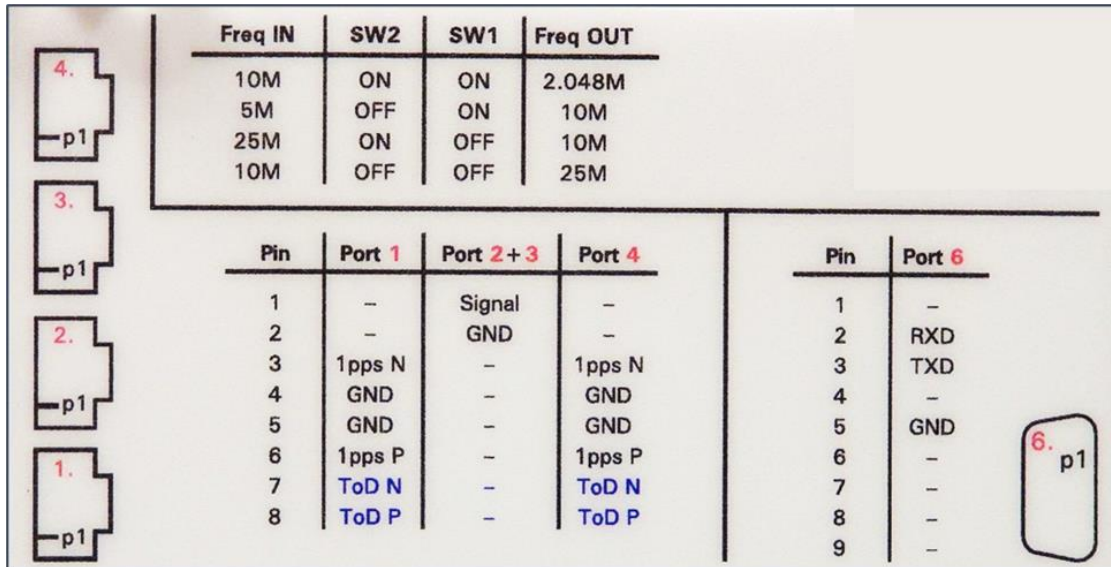 Freq IN SW2 SW1 Freq OUT
10M ON ON 2.048M
5M OFF ON 10M
25M ON OFF 10M
10M OFF OFF 25M
4.
p1
3.
p1
2.
p1
1.
p1
Pin Port 1 Port 2+3 Port 4
1 – Signal –
2 – GND –
3 1pps N – 1pps N
4 GND – GND
5 GND – GND
6 1pps P – 1pps P
7 ToD N – ToD N
8 ToD P – ToD P
Pin Port 6
1 –
2 RXD
3 TXD
4 –
5 GND
6 –
7 –
8 –
9 –
6.
p1